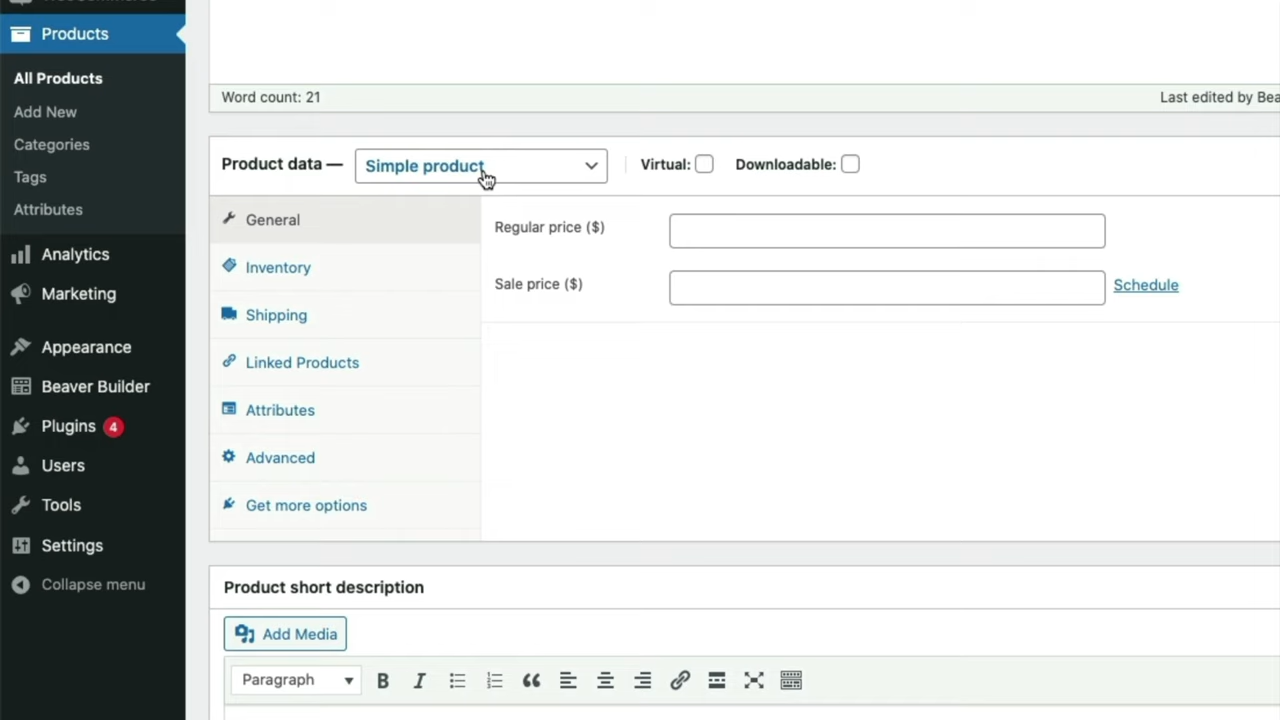 Products
All Products
Add New
Categories
Tags
Attributes
Analytics
Marketing
Appearance
Beaver Builder
Plugins 4
Users
Tools
Settings
Collapse menu
Word count: 21
Last edited by Bea
Product data —
Simple product
Virtual:
Downloadable:
General
Inventory
Shipping
Linked Products
Attributes
Advanced
Get more options
Regular price ($)
Sale price ($)
Schedule
Product short description
Add Media
Paragraph
B
I